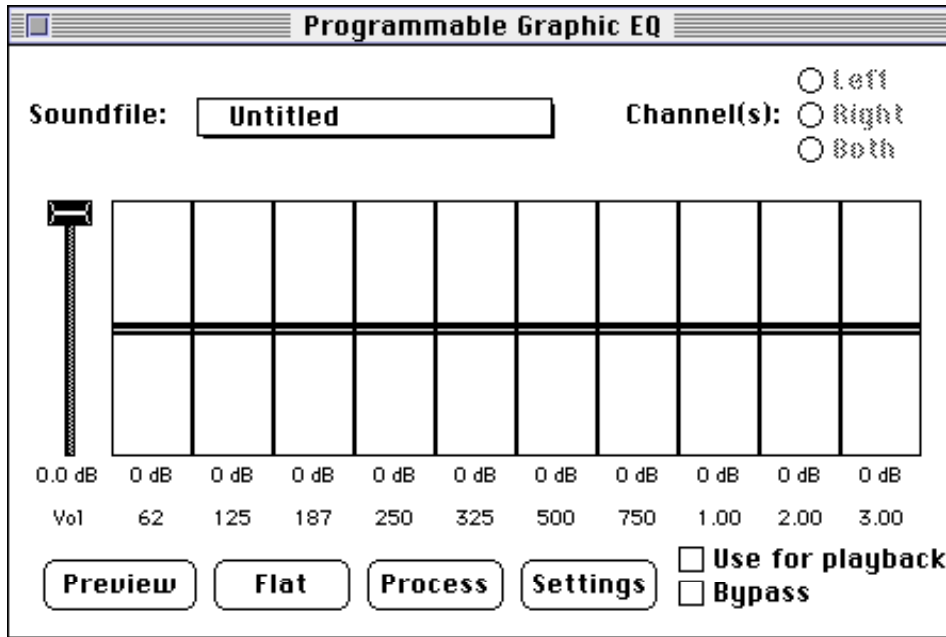 Programmable Graphic EQ
Soundfile: Untitled Channel(s): Left
Right
Both
0.0 dB 0 dB 0 dB 0 dB 0 dB 0 dB 0 dB 0 dB 0 dB 0 dB 0 dB
Vol 62 125 187 250 325 500 750 1.00 2.00 3.00
Preview Flat Process Settings Use for playback
Bypass